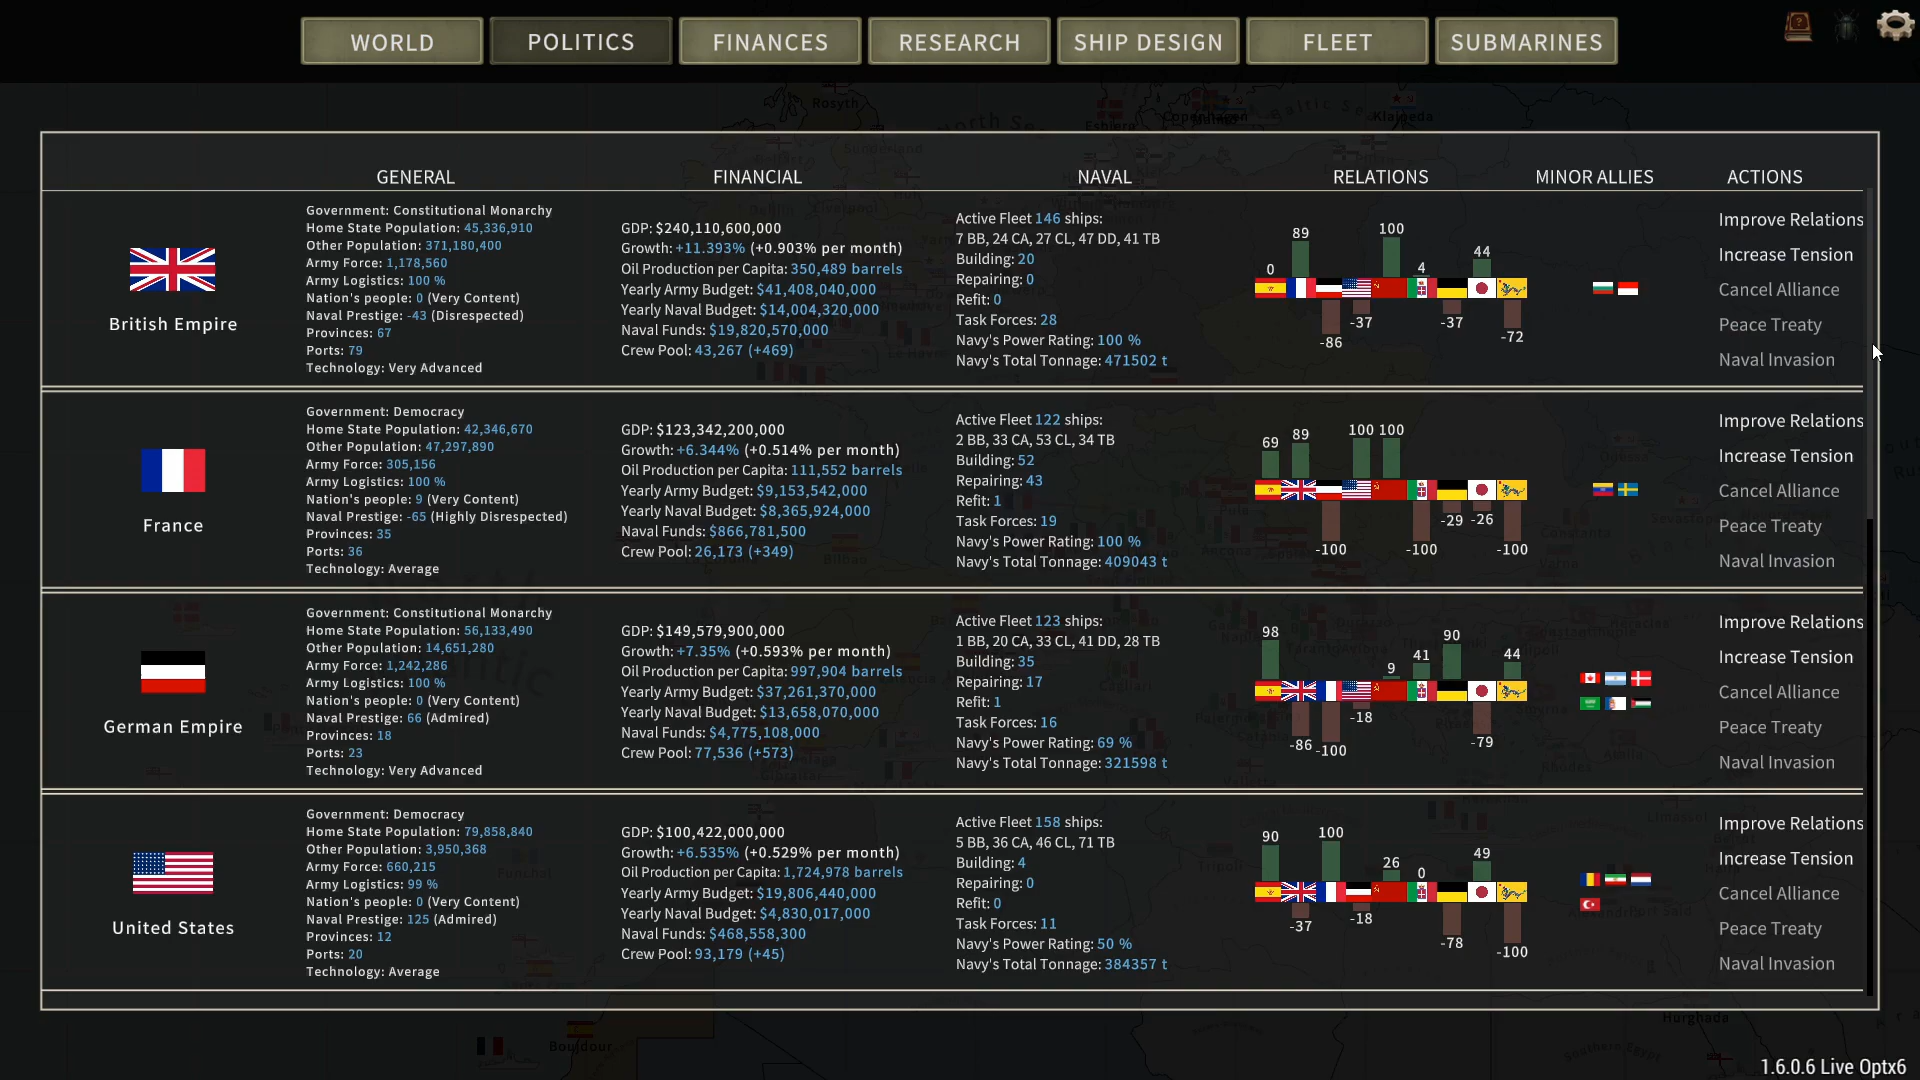 WORLD POLITICS FINANCES RESEARCH SHIP DESIGN FLEET SUBMARINES
GENERAL FINANCIAL NAVAL RELATIONS MINOR ALLIES ACTIONS
British Empire
Government: Constitutional Monarchy
Home State Population: 45,336,910
Other Population: 371,180,400
Army Force: 1,178,560
Army Logistics: 100 %
Nation's people: 0 (Very Content)
Naval Prestige: -43 (Disrespected)
Provinces: 67
Ports: 79
Technology: Very Advanced
GDP: $240,110,600,000
Growth: +11.393% (+0.903% per month)
Oil Production per Capita: 350,489 barrels
Yearly Army Budget: $41,408,040,000
Yearly Naval Budget: $14,004,320,000
Naval Funds: $19,820,570,000
Crew Pool: 43,267 (+469)
Active Fleet 146 ships:
7 BB, 24 CA, 27 CL, 47 DD, 41 TB
Building: 20
Repairing: 0
Refit: 0
Task Forces: 28
Navy's Power Rating: 100 %
Navy's Total Tonnage: 471502 t
0 89 100 4 44
-86 -37 -37 -72
Improve Relations
Increase Tension
Cancel Alliance
Peace Treaty
Naval Invasion
France
Government: Democracy
Home State Population: 42,346,670
Other Population: 47,297,890
Army Force: 305,156
Army Logistics: 100 %
Nation's people: 9 (Very Content)
Naval Prestige: -65 (Highly Disrespected)
Provinces: 35
Ports: 36
Technology: Average
GDP: $123,342,200,000
Growth: +6.344% (+0.514% per month)
Oil Production per Capita: 111,552 barrels
Yearly Army Budget: $9,153,542,000
Yearly Naval Budget: $8,365,924,000
Naval Funds: $866,781,500
Crew Pool: 26,173 (+349)
Active Fleet 122 ships:
2 BB, 33 CA, 53 CL, 34 TB
Building: 52
Repairing: 43
Refit: 1
Task Forces: 19
Navy's Power Rating: 100 %
Navy's Total Tonnage: 409043 t
69 89 100 100
-100 -100 -29 -26 -100
Improve Relations
Increase Tension
Cancel Alliance
Peace Treaty
Naval Invasion
German Empire
Government: Constitutional Monarchy
Home State Population: 56,133,490
Other Population: 14,651,280
Army Force: 1,242,286
Army Logistics: 100 %
Nation's people: 0 (Very Content)
Naval Prestige: 66 (Admired)
Provinces: 18
Ports: 23
Technology: Very Advanced
GDP: $149,579,900,000
Growth: +7.35% (+0.593% per month)
Oil Production per Capita: 997,904 barrels
Yearly Army Budget: $37,261,370,000
Yearly Naval Budget: $13,658,070,000
Naval Funds: $4,775,108,000
Crew Pool: 77,536 (+573)
Active Fleet 123 ships:
1 BB, 20 CA, 33 CL, 41 DD, 28 TB
Building: 35
Repairing: 17
Refit: 1
Task Forces: 16
Navy's Power Rating: 69 %
Navy's Total Tonnage: 321598 t
98 9 41 90 44
-86 -100 -18 -79
Improve Relations
Increase Tension
Cancel Alliance
Peace Treaty
Naval Invasion
United States
Government: Democracy
Home State Population: 79,858,840
Other Population: 3,950,368
Army Force: 660,215
Army Logistics: 99 %
Nation's people: 0 (Very Content)
Naval Prestige: 125 (Admired)
Provinces: 12
Ports: 20
Technology: Average
GDP: $100,422,000,000
Growth: +6.535% (+0.529% per month)
Oil Production per Capita: 1,724,978 barrels
Yearly Army Budget: $19,806,440,000
Yearly Naval Budget: $4,830,017,000
Naval Funds: $468,558,300
Crew Pool: 93,179 (+45)
Active Fleet 158 ships:
5 BB, 36 CA, 46 CL, 71 TB
Building: 4
Repairing: 0
Refit: 0
Task Forces: 11
Navy's Power Rating: 50 %
Navy's Total Tonnage: 384357 t
90 100 26 0 49
-37 -18 -78 -100
Improve Relations
Increase Tension
Cancel Alliance
Peace Treaty
Naval Invasion
Rosyth
Klaipeda
Boujdour
Hurghada
1.6.0.6 Live Optx6